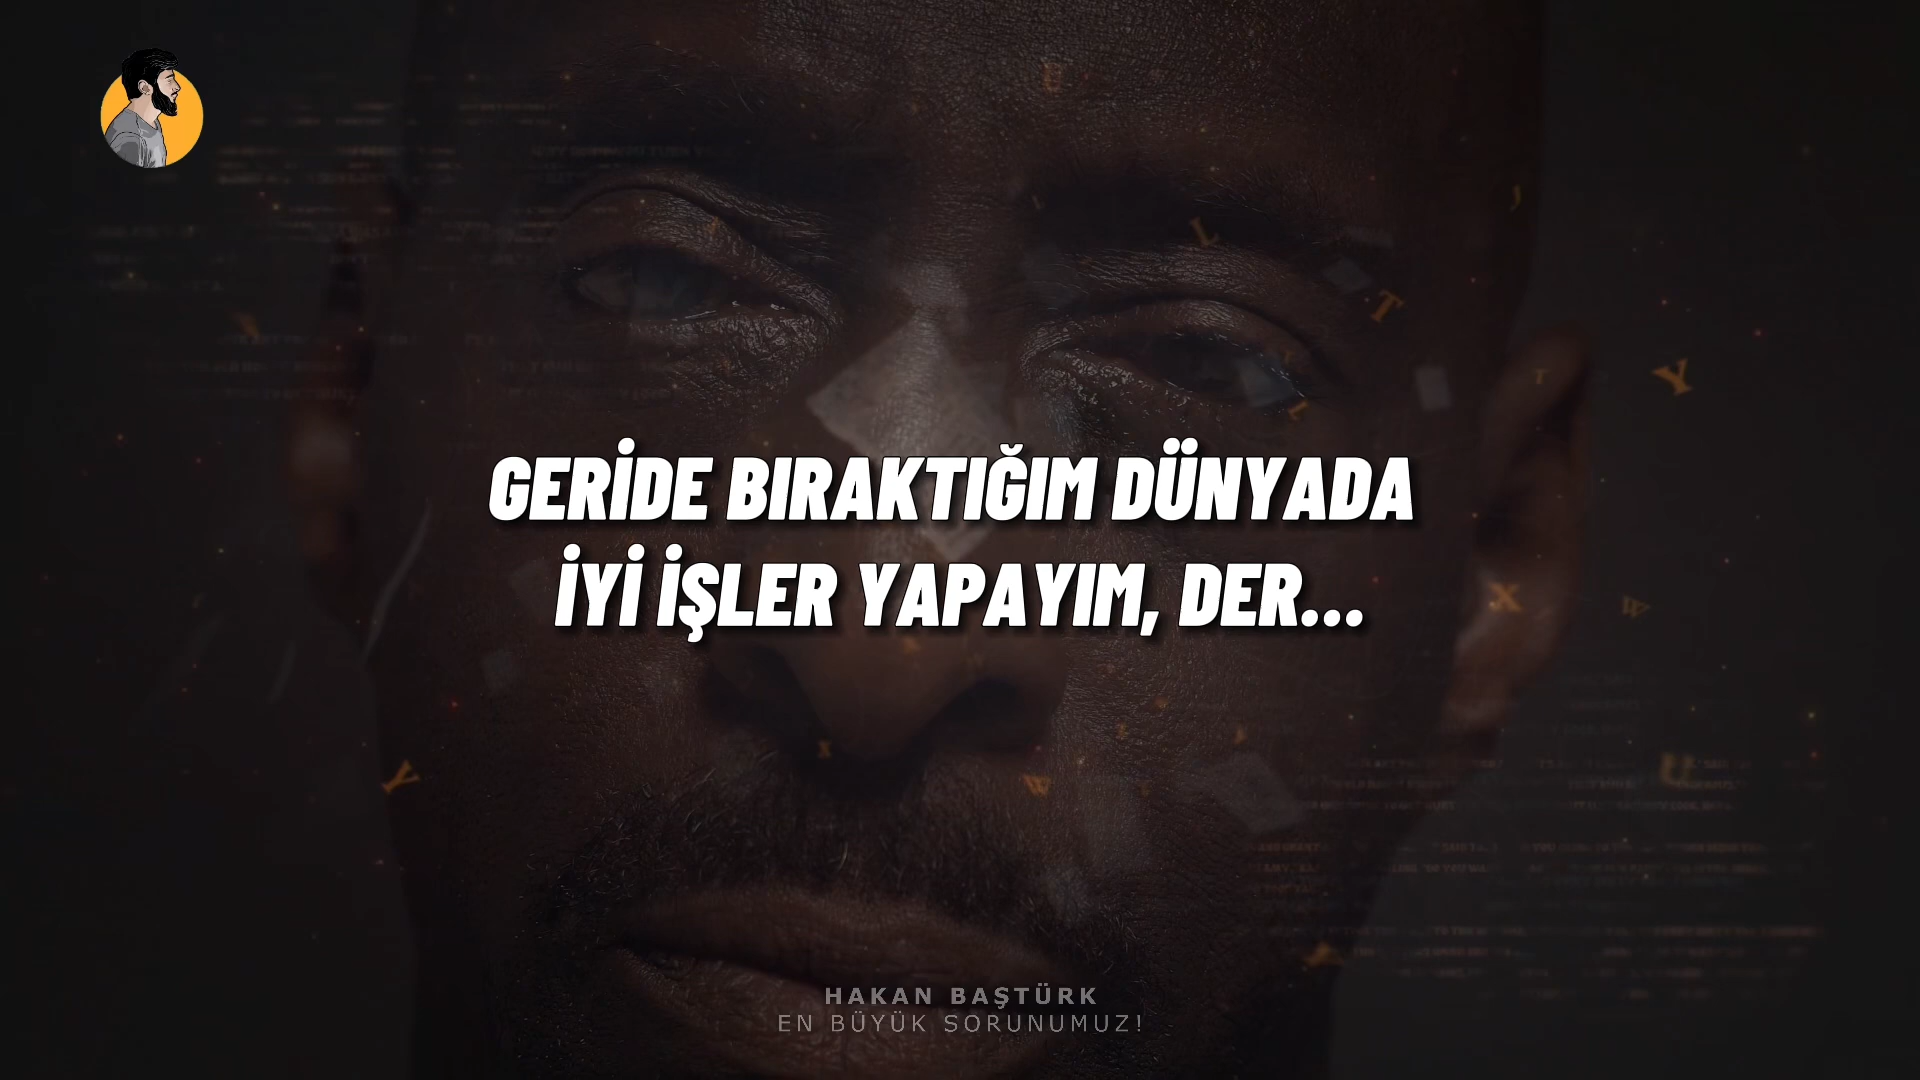 GERİDE BIRAKTIĞIM DÜNYADA
İYİ İŞLER YAPAYIM, DER...
HAKAN BAŞTÜRK
EN BÜYÜK SORUNUMUZ!